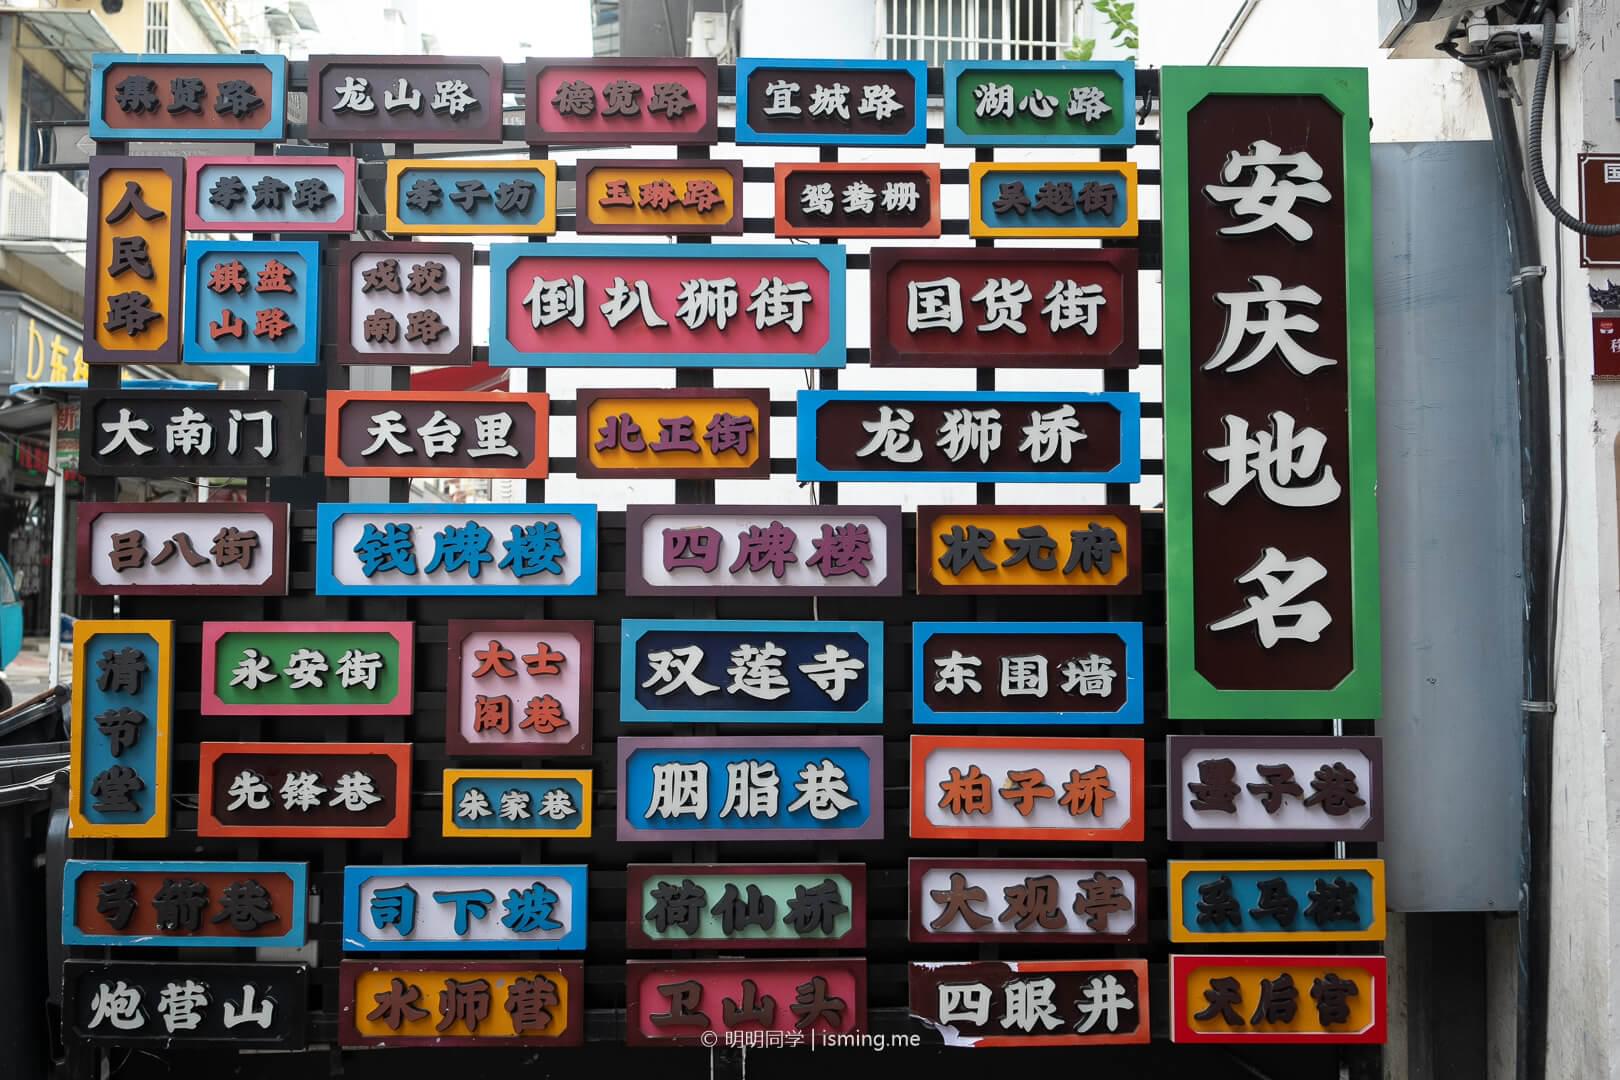 集贤路
龙山路
德宽路
宜城路
湖心路
人民路
孝肃路
孝子坊
玉琳路
鸳鸯栅
吴越街
棋盘
山路
戏校
南路
倒扒狮街
国货街
安庆地名
大南门
天台里
北正街
龙狮桥
吕八街
钱牌楼
四牌楼
状元府
清节堂
永安街
大士
阁巷
双莲寺
东围墙
先锋巷
朱家巷
胭脂巷
柏子桥
墨子巷
弓箭巷
司下坡
荷仙桥
大观亭
系马桩
炮营山
水师营
卫山头
四眼井
天后宫
D东
© 明明同学 | isming.me